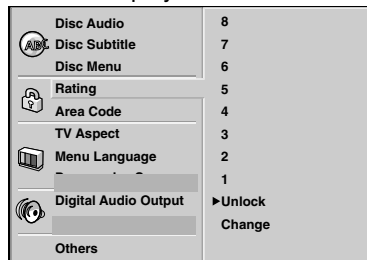 Disc Audio
ABC Disc Subtitle
Disc Menu
Rating
Area Code
TV Aspect
Menu Language
Digital Audio Output
Others
8
7
6
5
4
3
2
1
►Unlock
Change